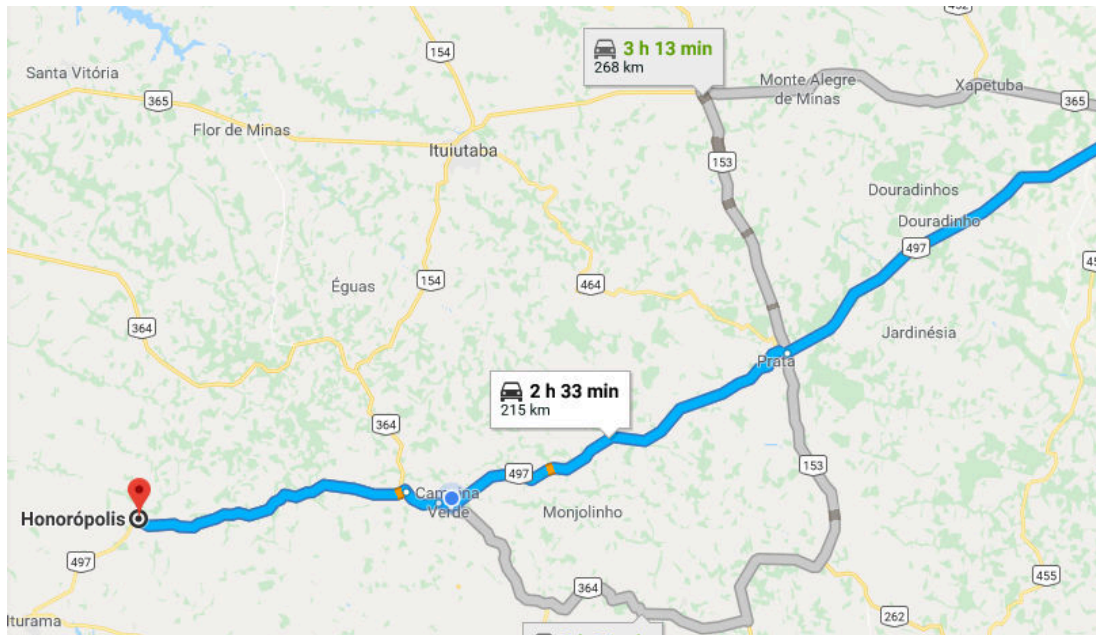 452
3 h 13 min
268 km
154
Santa Vitória
Monte Alegre
de Minas
Xapetuba
365
365
Flor de Minas
Ituiutaba
153
Douradinhos
Douradinho
497
154
Éguas
464
364
Jardinésia
Prata
2 h 33 min
215 km
364
497
153
Verde
Monjolinho
Honorópolis
497
364
455
Iturama
262